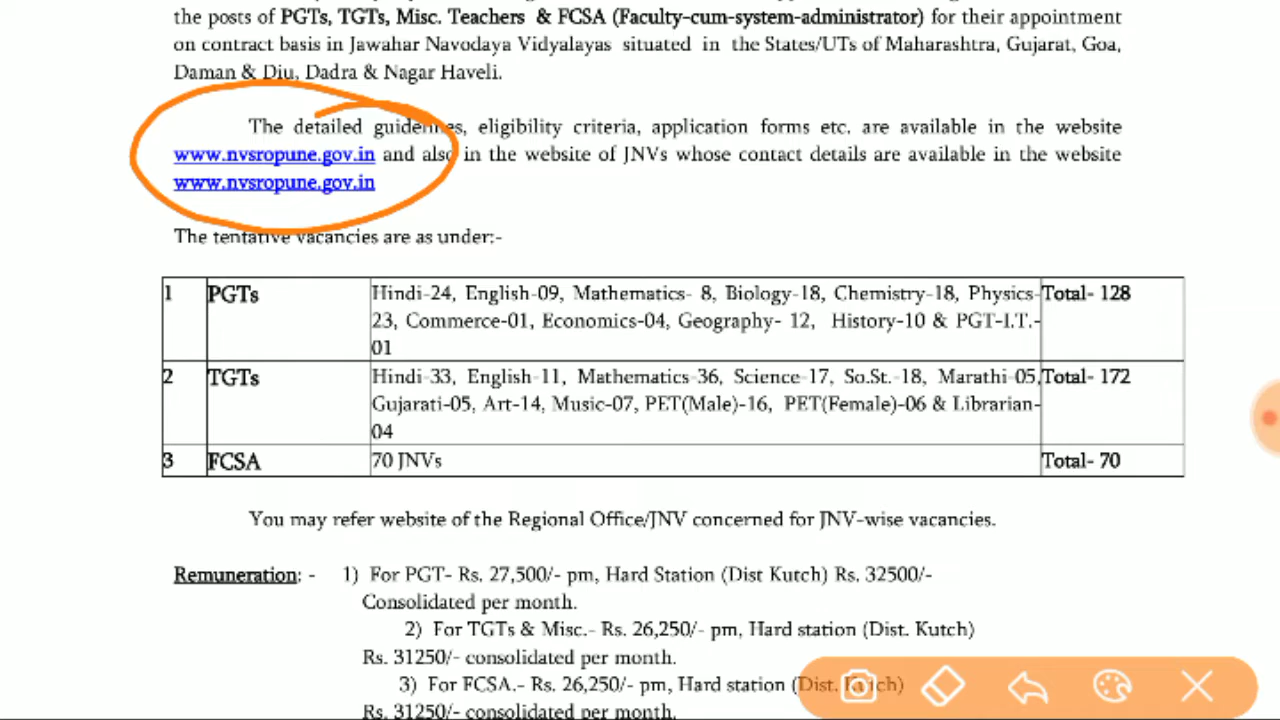 the posts of PGTs, TGTs, Misc. Teachers & FCSA (Faculty-cum-system-administrator) for their appointment
on contract basis in Jawahar Navodaya Vidyalayas situated in the States/UTs of Maharashtra, Gujarat, Goa,
Daman & Diu, Dadra & Nagar Haveli.
The detailed guidelines, eligibility criteria, application forms etc. are available in the website
www.nvsropune.gov.in and also in the website of JNVs whose contact details are available in the website
www.nvsropune.gov.in
The tentative vacancies are as under:-
1 PGTs Hindi-24, English-09, Mathematics- 8, Biology-18, Chemistry-18, Physics- Total- 128
23, Commerce-01, Economics-04, Geography- 12, History-10 & PGT-I.T.-
01
2 TGTs Hindi-33, English-11, Mathematics-36, Science-17, So.St.-18, Marathi-05, Total- 172
Gujarati-05, Art-14, Music-07, PET(Male)-16, PET(Female)-06 & Librarian-
04
3 FCSA 70 JNVs Total- 70
You may refer website of the Regional Office/JNV concerned for JNV-wise vacancies.
Remuneration: - 1) For PGT- Rs. 27,500/- pm, Hard Station (Dist Kutch) Rs. 32500/-
Consolidated per month.
2) For TGTs & Misc.- Rs. 26,250/- pm, Hard station (Dist. Kutch)
Rs. 31250/- consolidated per month.
3) For FCSA.- Rs. 26,250/- pm, Hard station (Dist. Kutch)
Rs. 31250/- consolidated per month.